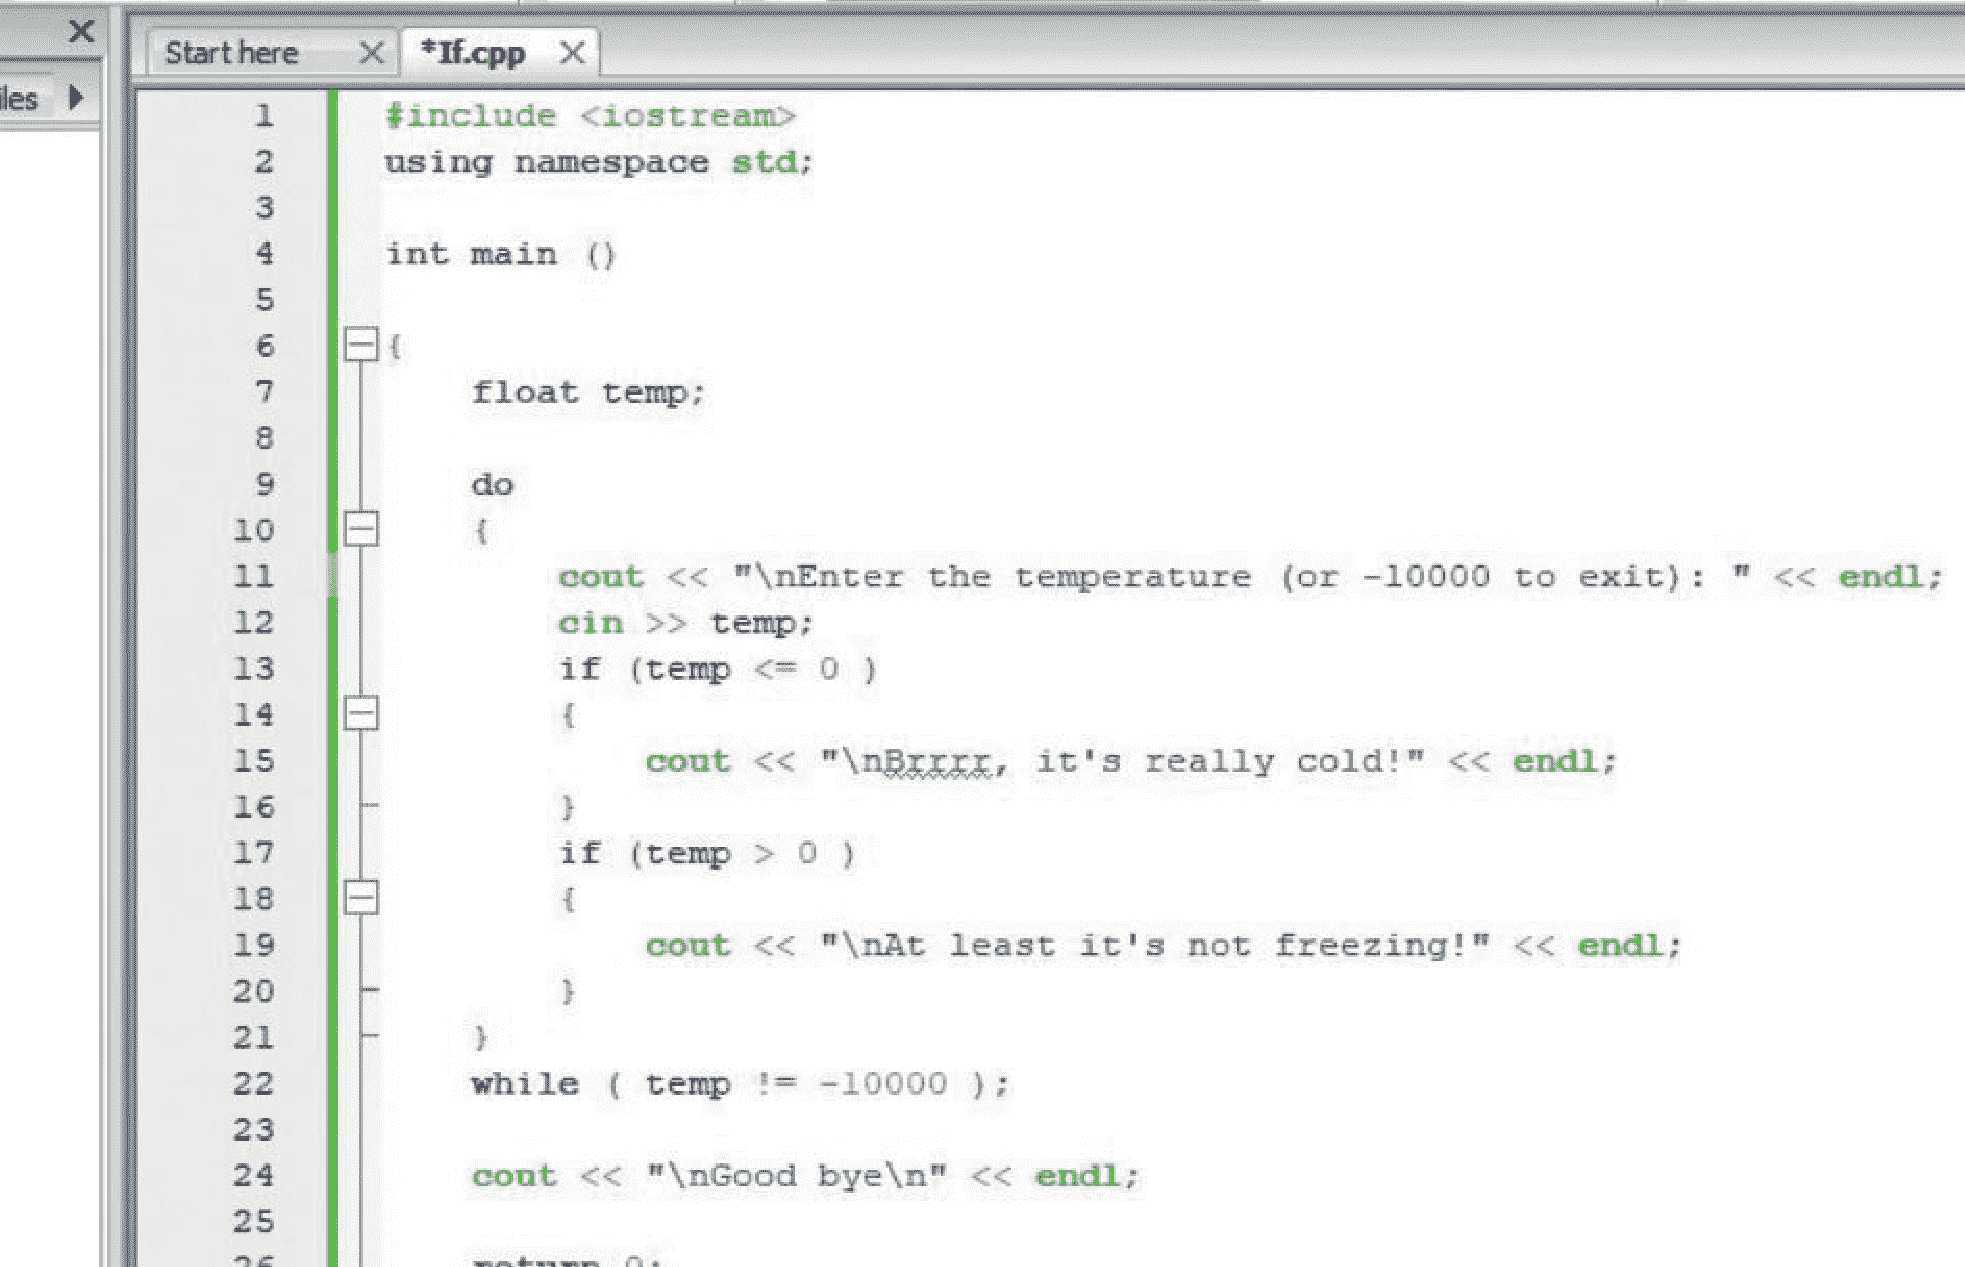 Start here
*If.cpp
iles
1 #include <iostream>
2 using namespace std;
3
4 int main ()
5
6 {
7 float temp;
8
9 do
10 {
11 cout << "\nEnter the temperature (or -10000 to exit): " << endl;
12 cin >> temp;
13 if (temp <= 0 )
14 {
15 cout << "\nBrrrr, it's really cold!" << endl;
16 }
17 if (temp > 0 )
18 {
19 cout << "\nAt least it's not freezing!" << endl;
20 }
21 }
22 while ( temp != -10000 );
23
24 cout << "\nGood bye\n" << endl;
25
26 return 0;